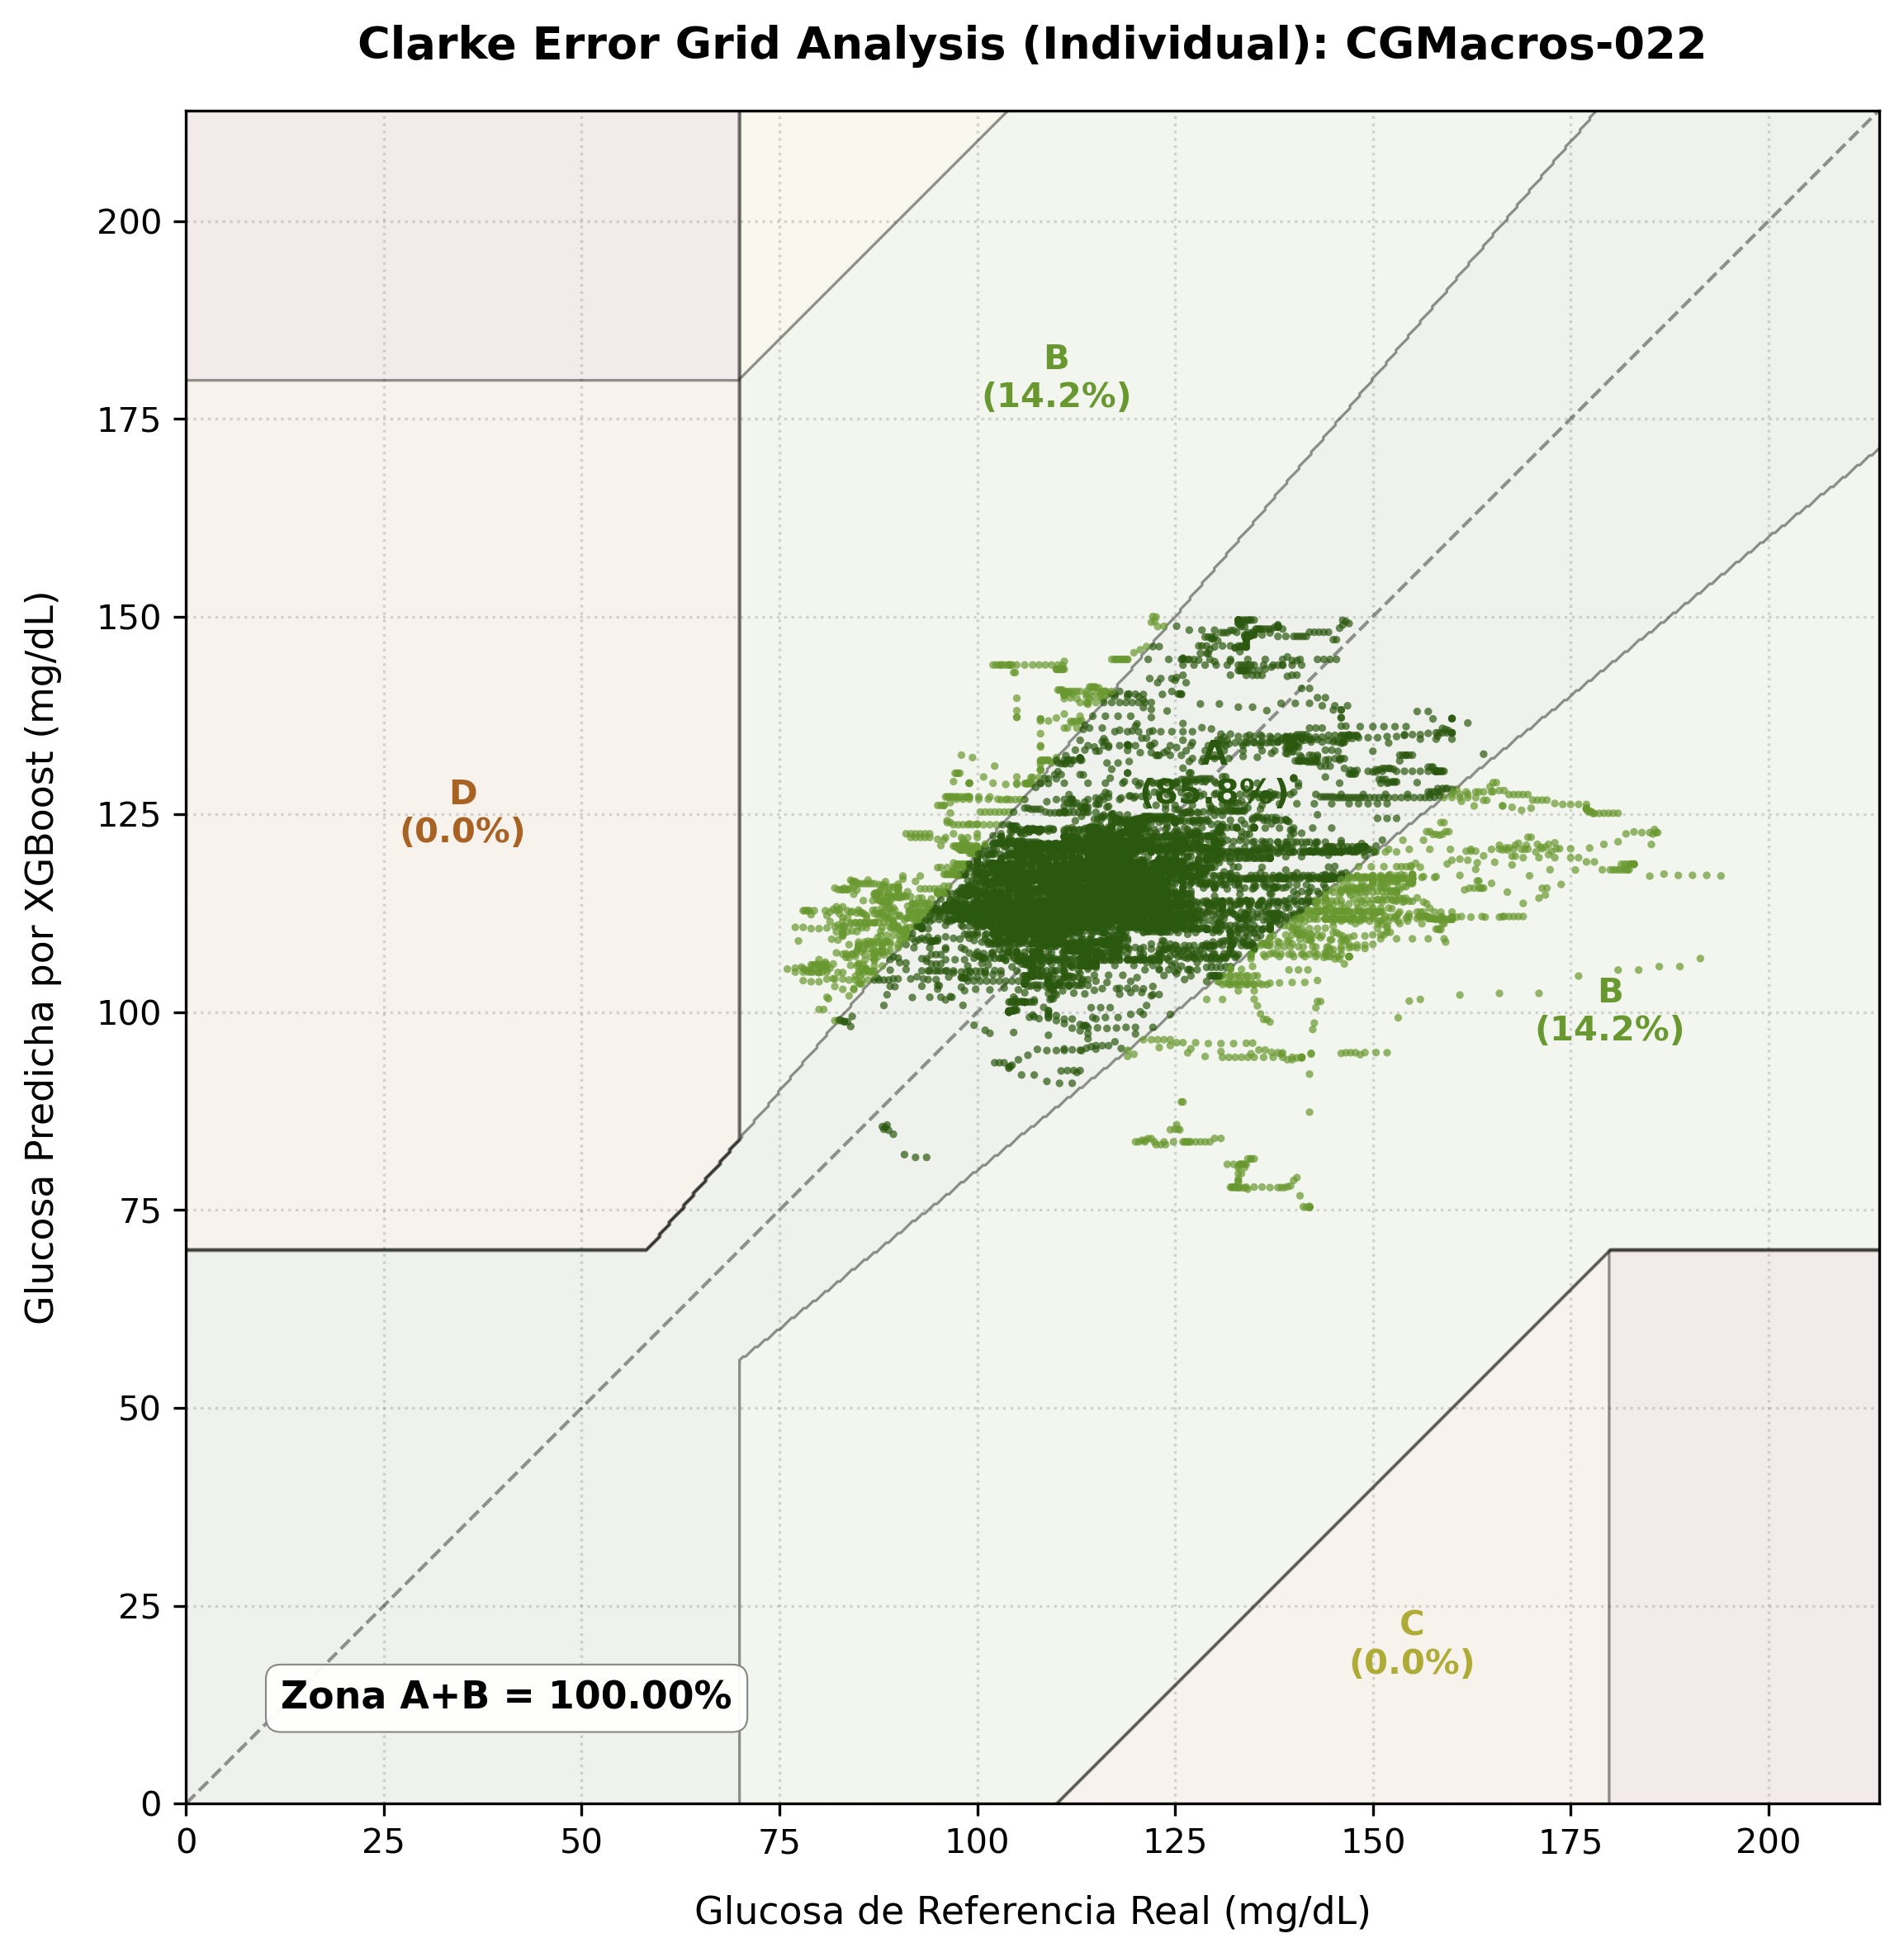 Clarke Error Grid Analysis (Individual): CGMacros-022
Glucosa Predicha por XGBoost (mg/dL)
200
175
150
125
100
75
50
25
0
B
(14.2%)
D
(0.0%)
A
(85.8%)
B
(14.2%)
C
(0.0%)
Zona A+B = 100.00%
0 25 50 75 100 125 150 175 200
Glucosa de Referencia Real (mg/dL)